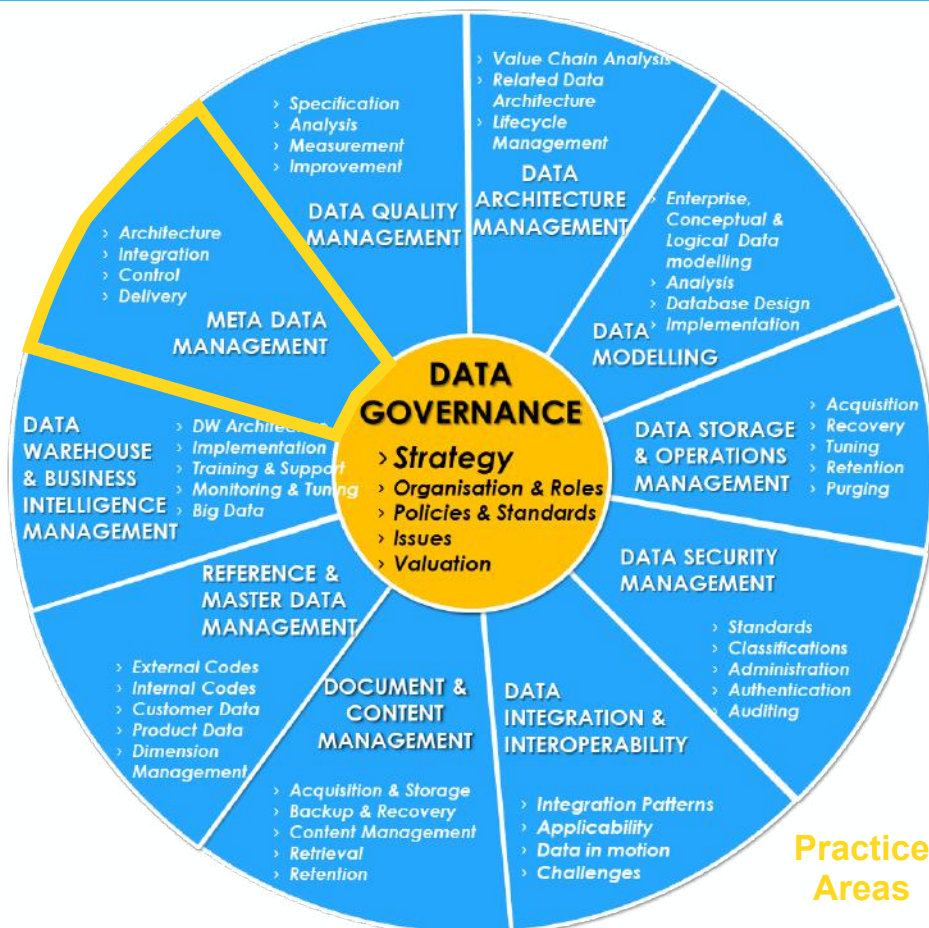 › Value Chain Analysis
› Related Data
Architecture
› Lifecycle
Management
DATA
ARCHITECTURE
MANAGEMENT
› Enterprise,
Conceptual &
Logical Data
modelling
› Analysis
› Database Design
› Implementation
DATA
MODELLING
DATA STORAGE
& OPERATIONS
MANAGEMENT
› Acquisition
› Recovery
› Tuning
› Retention
› Purging
DATA SECURITY
MANAGEMENT
› Standards
› Classifications
› Administration
› Authentication
› Auditing
DATA
INTEGRATION &
INTEROPERABILITY
› Integration Patterns
› Applicability
› Data in motion
› Challenges
DOCUMENT &
CONTENT
MANAGEMENT
› Acquisition & Storage
› Backup & Recovery
› Content Management
› Retrieval
› Retention
REFERENCE &
MASTER DATA
MANAGEMENT
› External Codes
› Internal Codes
› Customer Data
› Product Data
› Dimension
Management
DATA
WAREHOUSE
& BUSINESS
INTELLIGENCE
MANAGEMENT
› DW Architecture
› Implementation
› Training & Support
› Monitoring & Tuning
› Big Data
› Architecture
› Integration
› Control
› Delivery
META DATA
MANAGEMENT
› Specification
› Analysis
› Measurement
› Improvement
DATA QUALITY
MANAGEMENT
DATA
GOVERNANCE
› Strategy
› Organisation & Roles
› Policies & Standards
› Issues
› Valuation
Practice
Areas